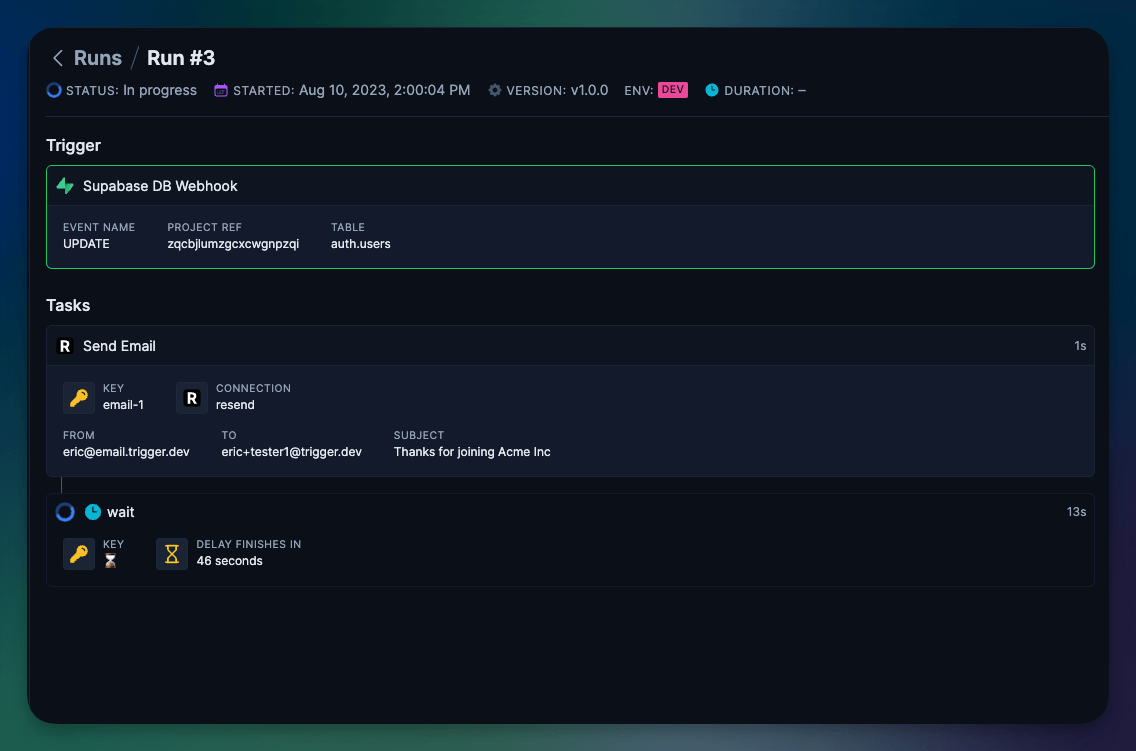 Runs / Run #3
STATUS: In progress STARTED: Aug 10, 2023, 2:00:04 PM VERSION: v1.0.0 ENV: DEV DURATION: –
Trigger
Supabase DB Webhook
EVENT NAME PROJECT REF TABLE
UPDATE zqcbjlumzgcxcwgnpzqi auth.users
Tasks
R Send Email 1s
KEY CONNECTION
email-1 R resend
FROM TO SUBJECT
eric@email.trigger.dev eric+tester1@trigger.dev Thanks for joining Acme Inc
wait 13s
KEY DELAY FINISHES IN
⌛ 46 seconds